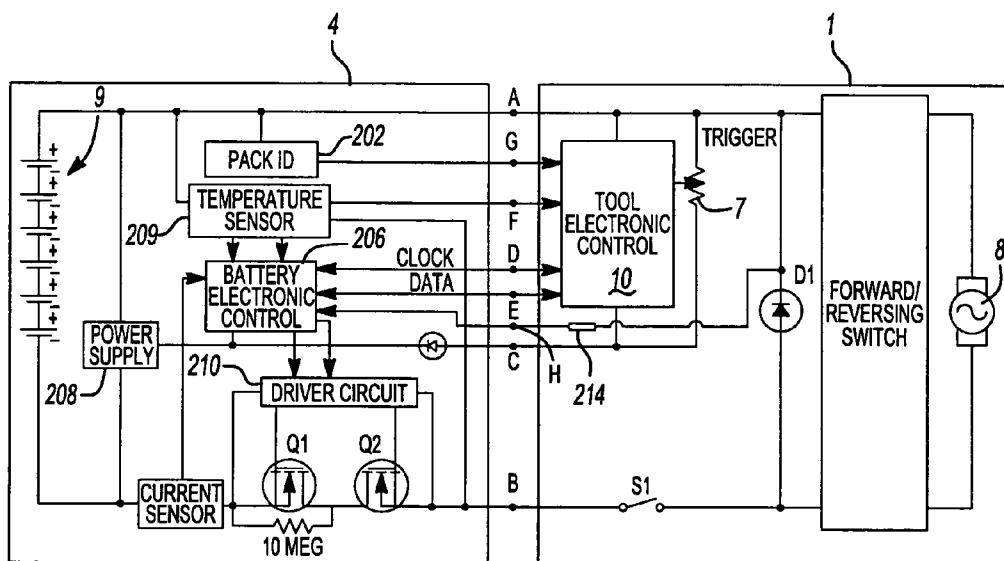 4
1
9
+
-
+
-
+
-
+
-
+
-
+
-
A
G
202
PACK ID
TRIGGER
TEMPERATURE
SENSOR
209
206
F
TOOL
ELECTRONIC
CONTROL
10
7
CLOCK
D
BATTERY
ELECTRONIC
CONTROL
DATA
E
D1
8
FORWARD/
REVERSING
SWITCH
POWER
SUPPLY
208
C
H
214
210
DRIVER CIRCUIT
Q1
Q2
B
S1
CURRENT
SENSOR
10 MEG